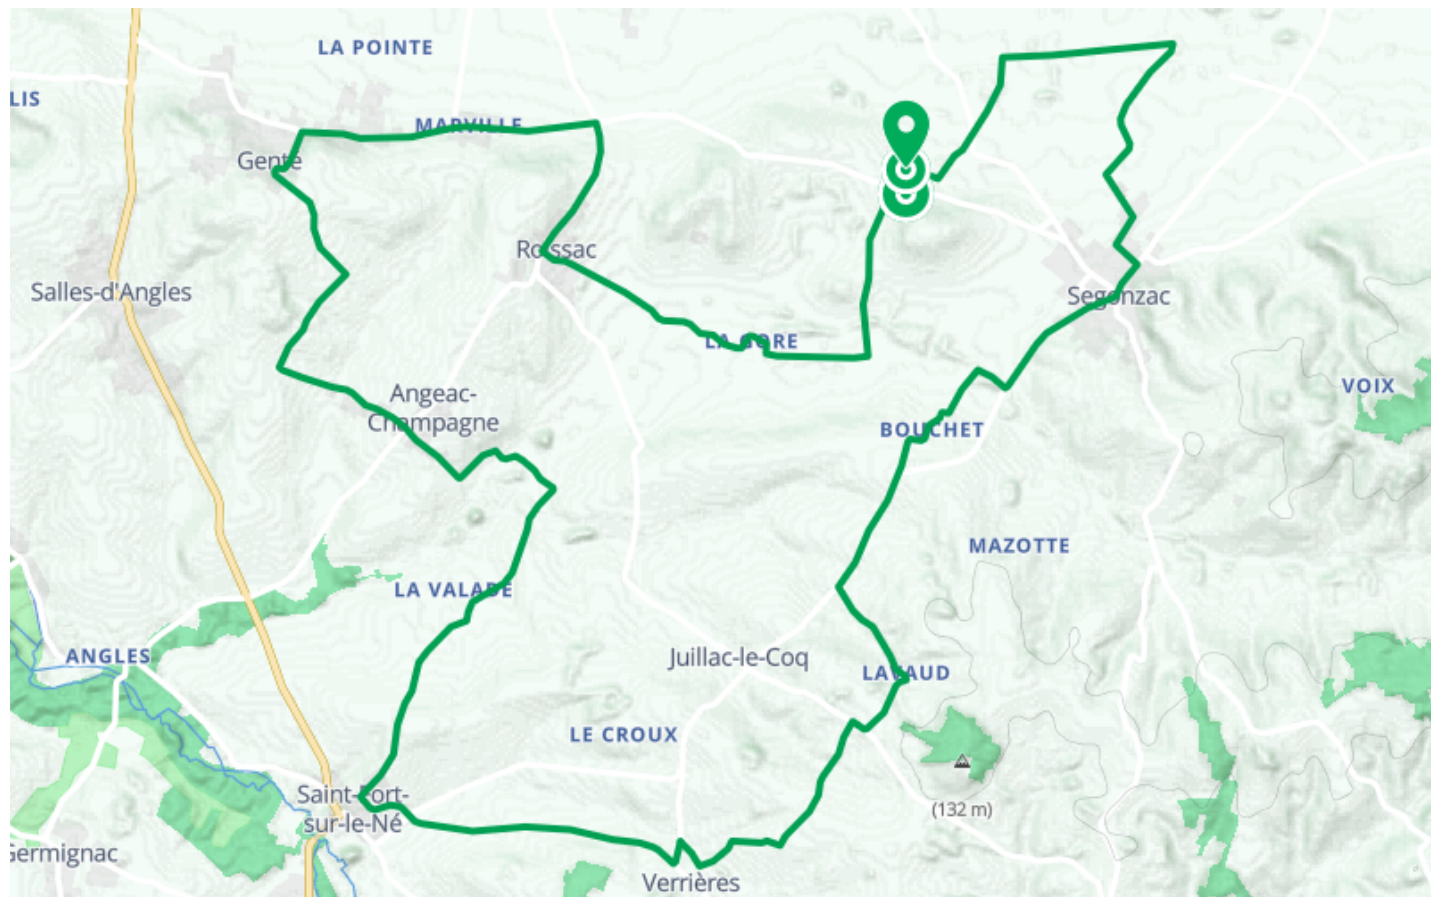 LA POINTE
LIS
MARVILLE
Gente
Roissac
Salles-d'Angles
Segonzac
LA GORE
VOIX
Angeac-
Champagne
BOUCHET
MAZOTTE
LA VALADE
ANGLES
Juillac-le-Coq
LAVAUD
LE CROUX
Saint-Fort-
sur-le-Né
(132 m)
Germignac
Verrières